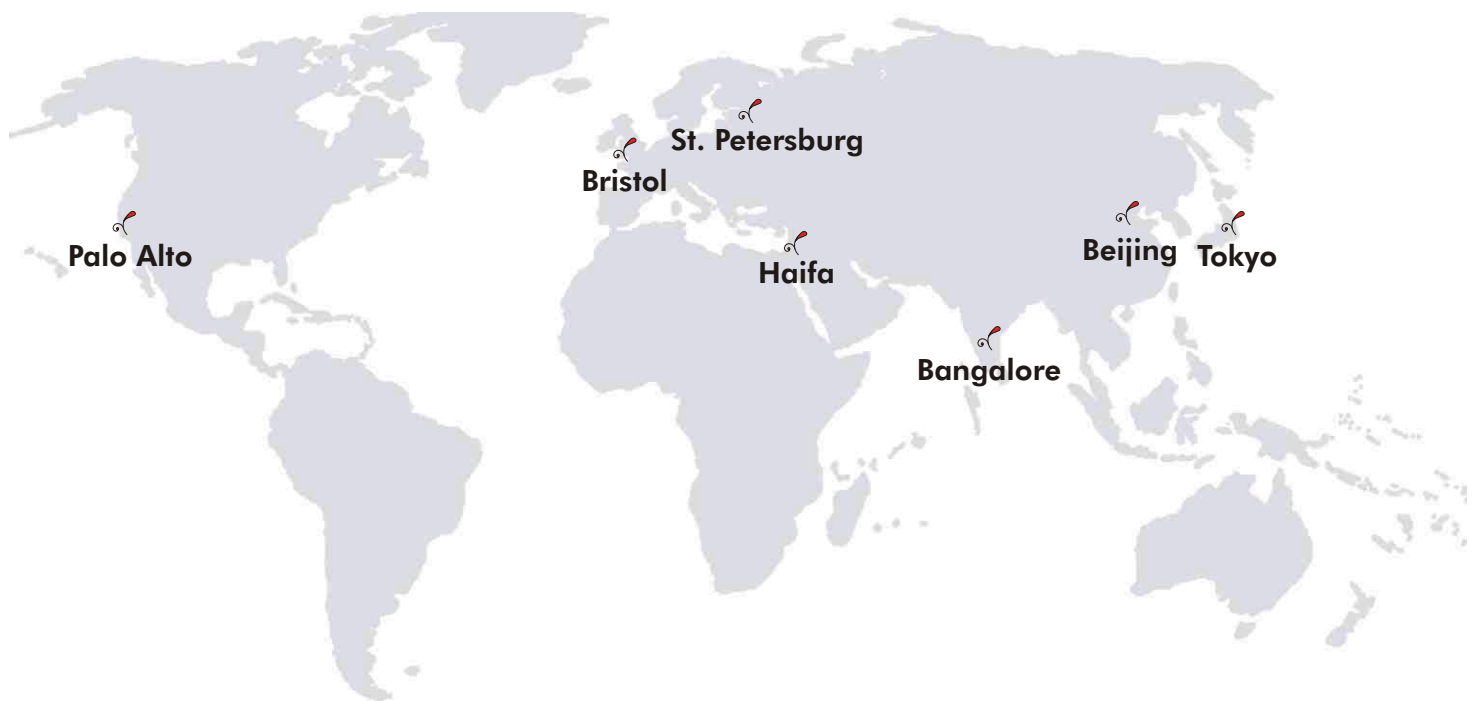 St. Petersburg
Bristol
Palo Alto
Beijing
Tokyo
Haifa
Bangalore